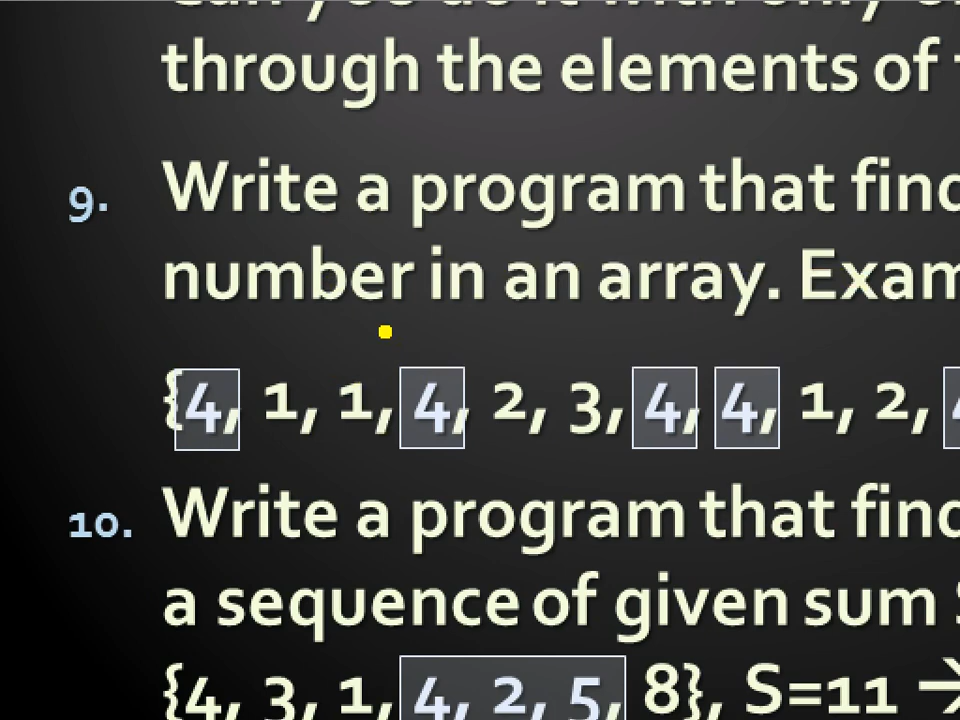 through the elements of
9. Write a program that find
number in an array. Exam
{4, 1, 1, 4, 2, 3, 4, 4, 1, 2, 4
10. Write a program that find
a sequence of given sum S
{4, 3, 1, 4, 2, 5, 8}, S=11 →